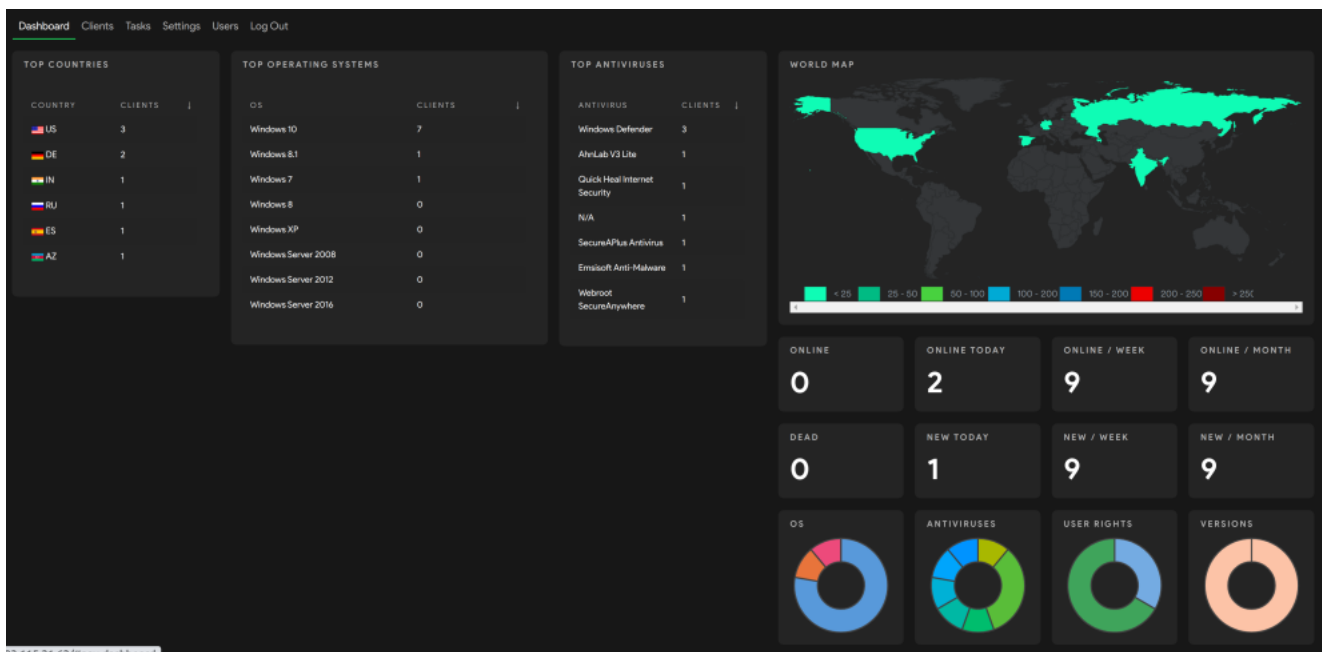 Dashboard Clients Tasks Settings Users Log Out
TOP COUNTRIES
COUNTRY CLIENTS ↓
US 3
DE 2
IN 1
RU 1
ES 1
AZ 1
TOP OPERATING SYSTEMS
OS CLIENTS ↓
Windows 10 7
Windows 8.1 1
Windows 7 1
Windows 8 0
Windows XP 0
Windows Server 2008 0
Windows Server 2012 0
Windows Server 2016 0
TOP ANTIVIRUSES
ANTIVIRUS CLIENTS ↓
Windows Defender 3
AhnLab V3 Lite 1
Quick Heal Internet
Security 1
N/A 1
SecureAPlus Antivirus 1
Emsisoft Anti-Malware 1
Webroot
SecureAnywhere 1
WORLD MAP
< 25 25 - 50 50 - 100 100 - 200 150 - 200 200 - 250 > 250
ONLINE
0
ONLINE TODAY
2
ONLINE / WEEK
9
ONLINE / MONTH
9
DEAD
0
NEW TODAY
1
NEW / WEEK
9
NEW / MONTH
9
OS
ANTIVIRUSES
USER RIGHTS
VERSIONS